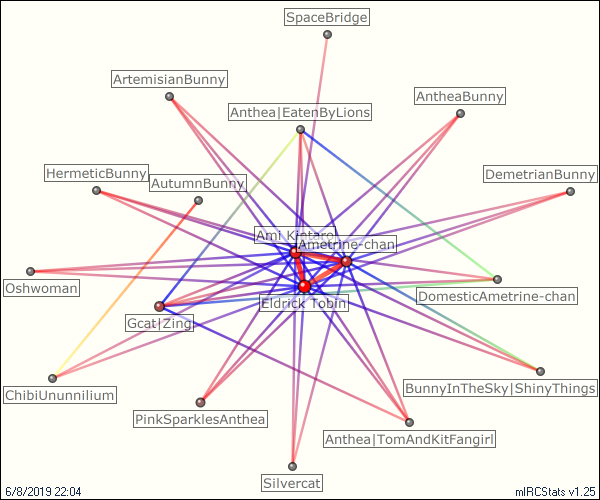 SpaceBridge
ArtemisianBunny
AntheaBunny
Anthea|EatenByLions
HermeticBunny
AutumnBunny
DemetrianBunny
Ami Kintaro
Ametrine-chan
Oshwoman
Eldrick Tobin
DomesticAmetrine-chan
Gcat Zing
ChibiUnunnilium
BunnyInTheSky|ShinyThings
PinkSparklesAnthea
Anthea|TomAndKitFangirl
Silvercat
6/8/2019 22:04
mIRCStats v1.25